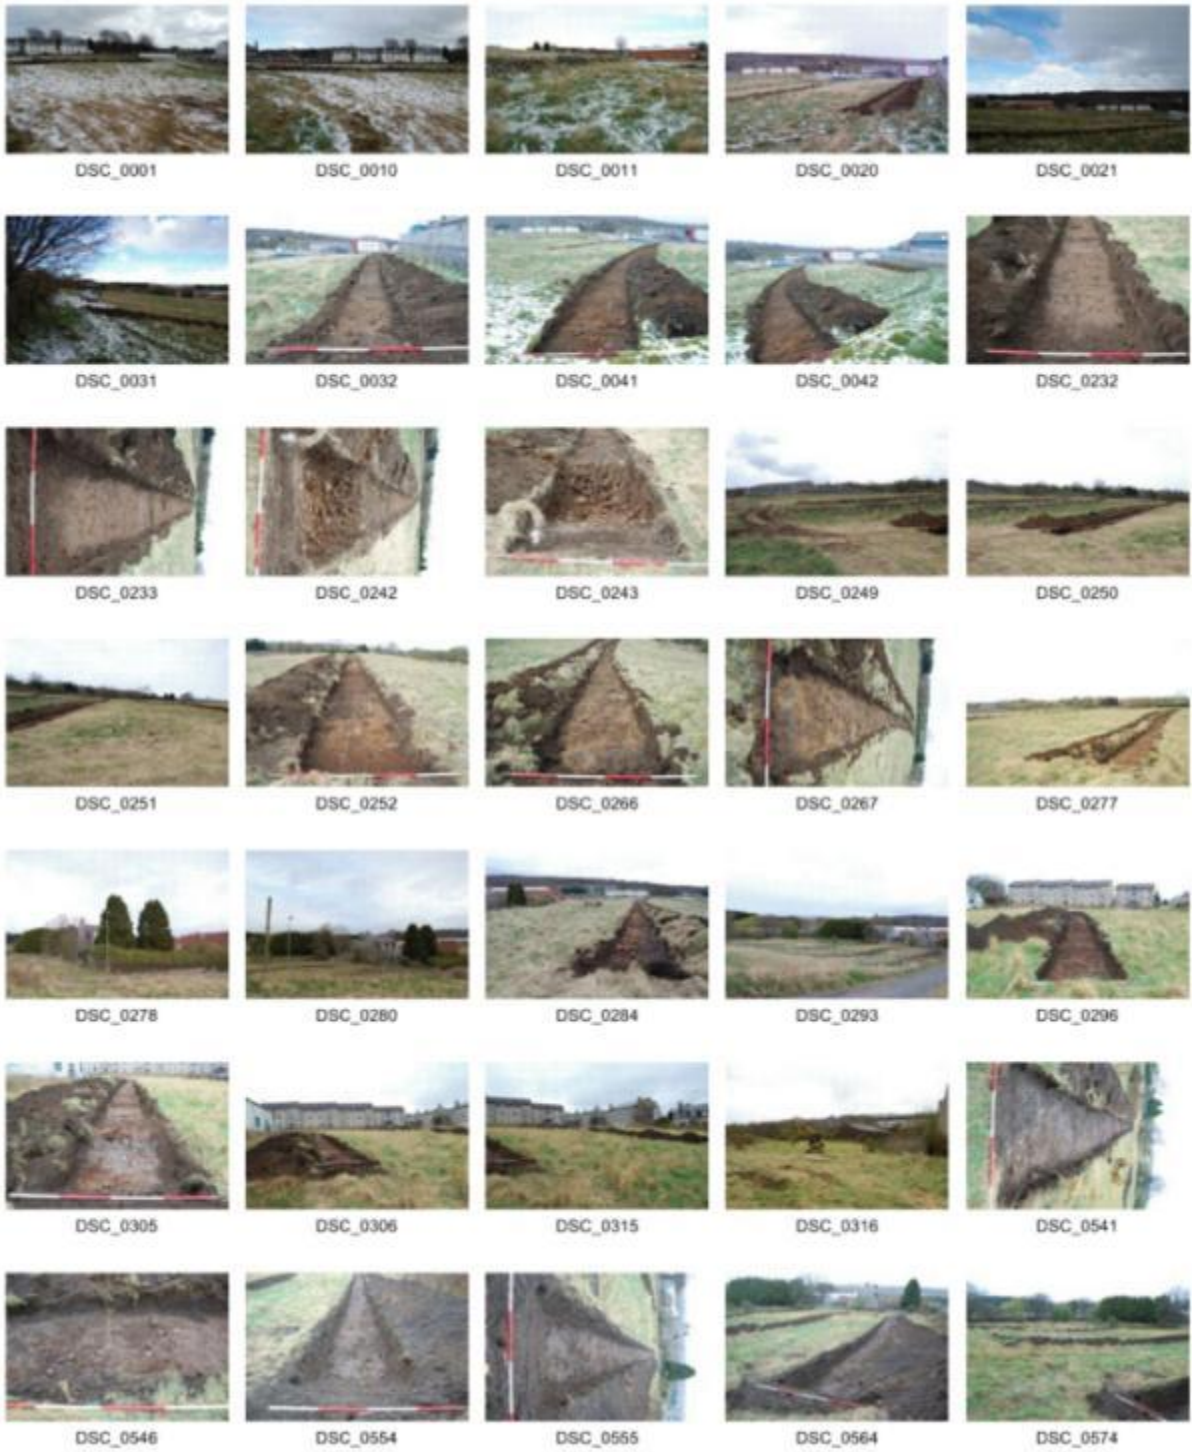 DSC_0001 DSC_0010 DSC_0011 DSC_0020 DSC_0021
DSC_0031 DSC_0032 DSC_0041 DSC_0042 DSC_0232
DSC_0233 DSC_0242 DSC_0243 DSC_0249 DSC_0250
DSC_0251 DSC_0252 DSC_0266 DSC_0267 DSC_0277
DSC_0278 DSC_0280 DSC_0284 DSC_0293 DSC_0296
DSC_0305 DSC_0306 DSC_0315 DSC_0316 DSC_0541
DSC_0546 DSC_0554 DSC_0555 DSC_0564 DSC_0574